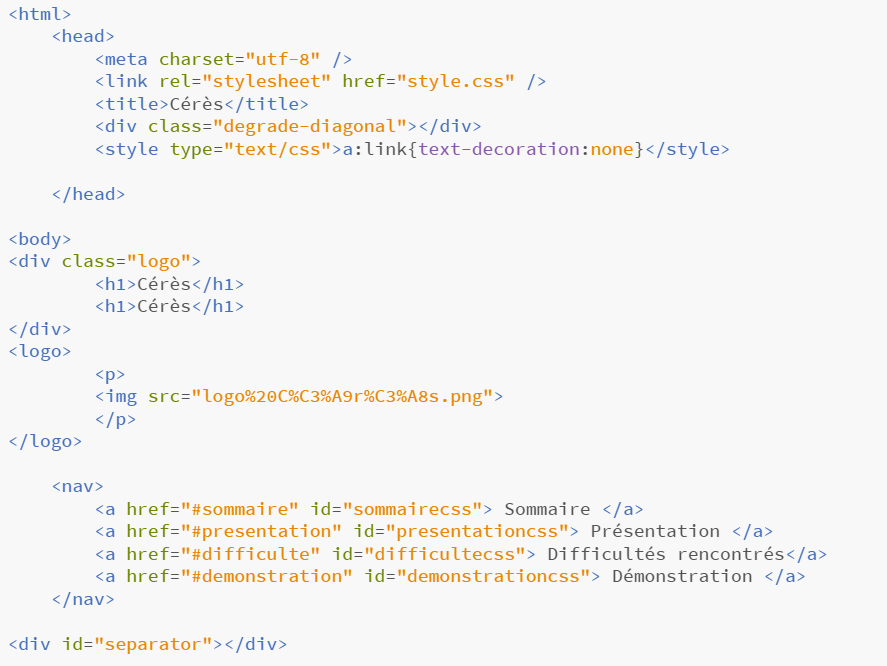 <html>
<head>
<meta charset="utf-8" />
<link rel="stylesheet" href="style.css" />
<title>Cérès</title>
<div class="degrade-diagonal"></div>
<style type="text/css">a:link{text-decoration:none}</style>
</head>
<body>
<div class="logo">
<h1>Cérès</h1>
<h1>Cérès</h1>
</div>
<logo>
<p>
<img src="logo%20C%C3%A9r%C3%A8s.png">
</p>
</logo>
<nav>
<a href="#sommaire" id="sommairecss"> Sommaire </a>
<a href="#presentation" id="presentationcss"> Présentation </a>
<a href="#difficulte" id="difficultecss"> Difficultés rencontrés</a>
<a href="#demonstration" id="demonstrationcss"> Démonstration </a>
</nav>
<div id="separator"></div>